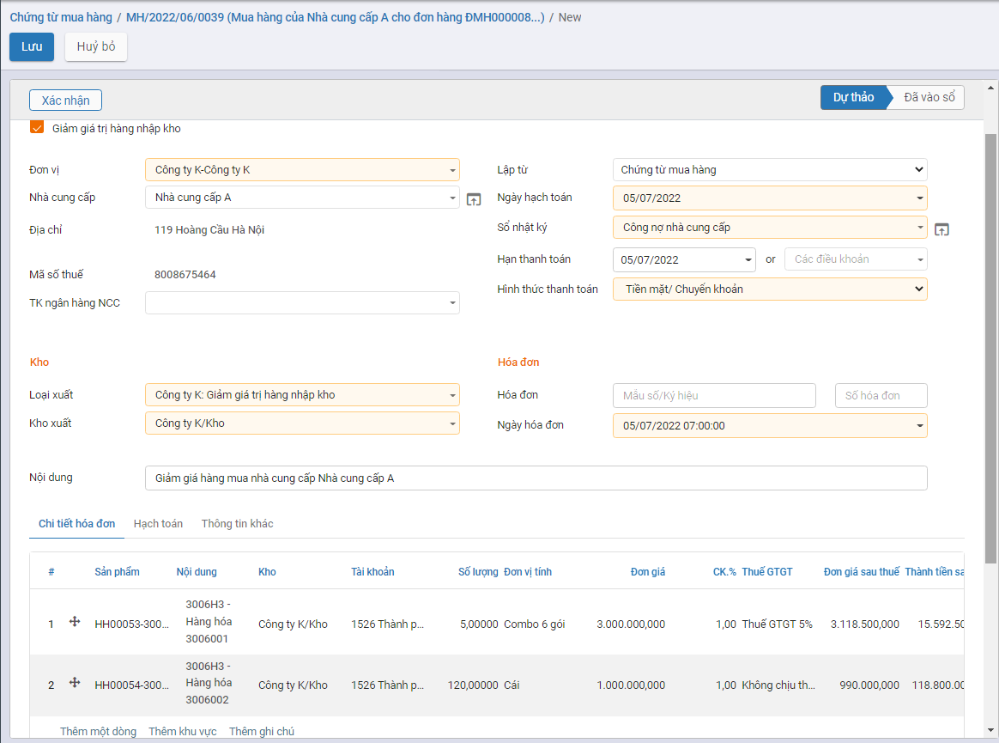 Chứng từ mua hàng / MH/2022/06/0039 (Mua hàng của Nhà cung cấp A cho đơn hàng ĐMH000008...) / New
Lưu Huỷ bỏ
Xác nhận Dự thảo Đã vào sổ
Giảm giá trị hàng nhập kho
Đơn vị Công ty K-Công ty K Lập từ Chứng từ mua hàng
Nhà cung cấp Nhà cung cấp A Ngày hạch toán 05/07/2022
Địa chỉ 119 Hoàng Cầu Hà Nội Sổ nhật ký Công nợ nhà cung cấp
Hạn thanh toán 05/07/2022 or Các điều khoản
Mã số thuế 8008675464
Hình thức thanh toán Tiền mặt/ Chuyển khoản
TK ngân hàng NCC
Kho Hóa đơn
Loại xuất Công ty K: Giảm giá trị hàng nhập kho Hóa đơn Mẫu số/Ký hiệu Số hóa đơn
Kho xuất Công ty K/Kho Ngày hóa đơn 05/07/2022 07:00:00
Nội dung Giảm giá hàng mua nhà cung cấp Nhà cung cấp A
Chi tiết hóa đơn Hạch toán Thông tin khác
# Sản phẩm Nội dung Kho Tài khoản Số lượng Đơn vị tính Đơn giá CK.% Thuế GTGT Đơn giá sau thuế Thành tiền sa
3006H3 -
1 HH00053-300... Hàng hóa Công ty K/Kho 1526 Thành p... 5,00000 Combo 6 gói 3.000.000,000 1,00 Thuế GTGT 5% 3.118.500,000 15.592.50
3006001
3006H3 -
2 HH00054-300... Hàng hóa Công ty K/Kho 1526 Thành p... 120,00000 Cái 1.000.000,000 1,00 Không chịu th... 990.000,000 118.800.00
3006002
Thêm một dòng Thêm khu vực Thêm ghi chú